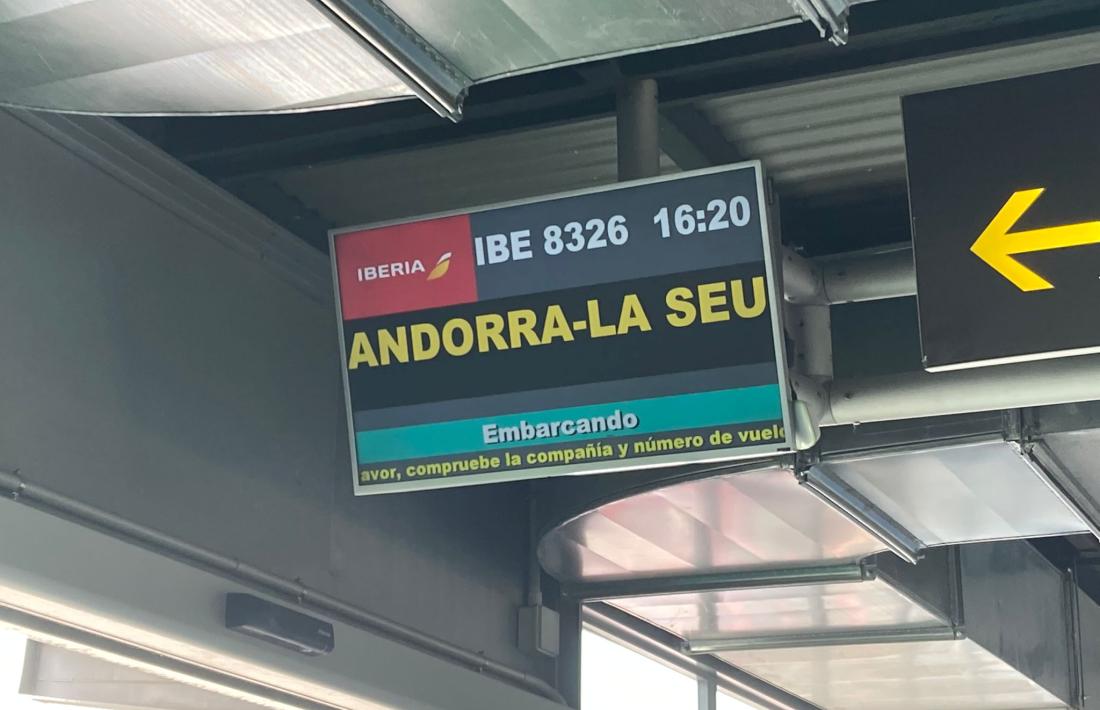 IBERIA
IBE 8326 16:20
ANDORRA-LA SEU
Embarcando
avor, compruebe la compañía y número de vuelo